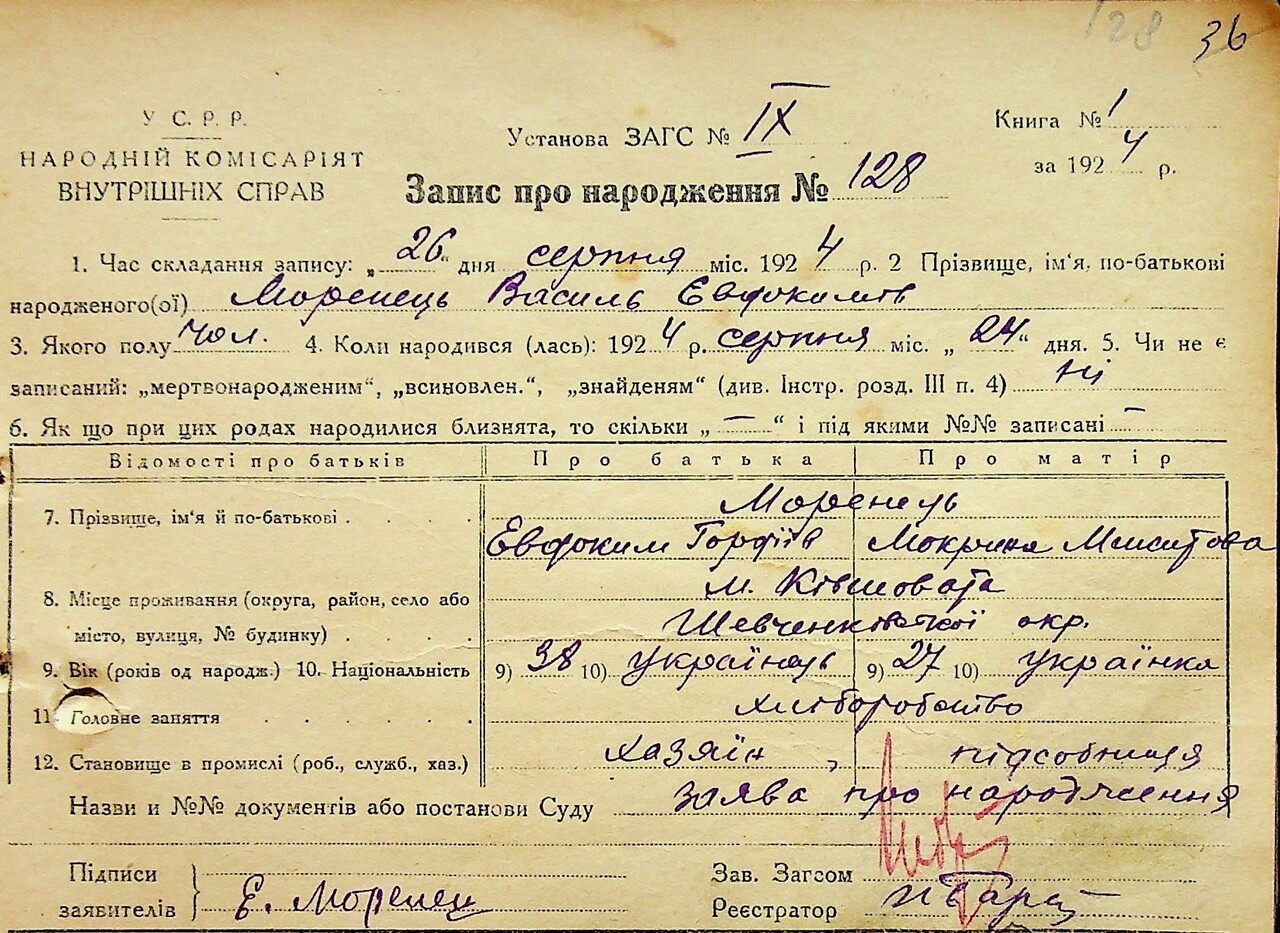 128 36
У С. Р. Р.
НАРОДНІЙ КОМІСАРІЯТ
ВНУТРІШНІХ СПРАВ
Установа ЗАГС № IX
Книга № 1
за 1924 р.
Запис про народження № 128
1. Час складання запису: „26" дня серпня міс. 1924 р. 2 Прізвище, ім'я, по-батькові
народженого(ої) Моренець Василь Євдокимів
3. Якого полу чол. 4. Коли народився (лась): 1924 р. серпня міс. „24" дня. 5. Чи не є
записаний: „мертвонародженим", „всиновлен.", „знайденям" (див. Інстр. розд. III п. 4) ні
6. Як що при цих родах народилися близнята, то скільки „—" і під якими №№ записані —
Відомості про батьків Про батька Про матір
7. Прізвище, ім'я й по-батькові . . . . Моренець
Евдоким Гордіїв Мокрина
8. Місце проживання (округа, район, село або м. Ківшовата
місто, вулиця, № будинку) . . . Шевченківської окр.
9. Вік (років од народж.) 10. Національність 9) 38 10) українець 9) 27 10) українка
11. Головне заняття . . . . . . хліборобство
12. Становище в промислі (роб., служб., хаз.) хазяїн , підсобниця
Назви и №№ документів або постанови Суду заява про народження
Підписи
заявителів } Е. Моренец
Зав. Загсом
Реєстратор